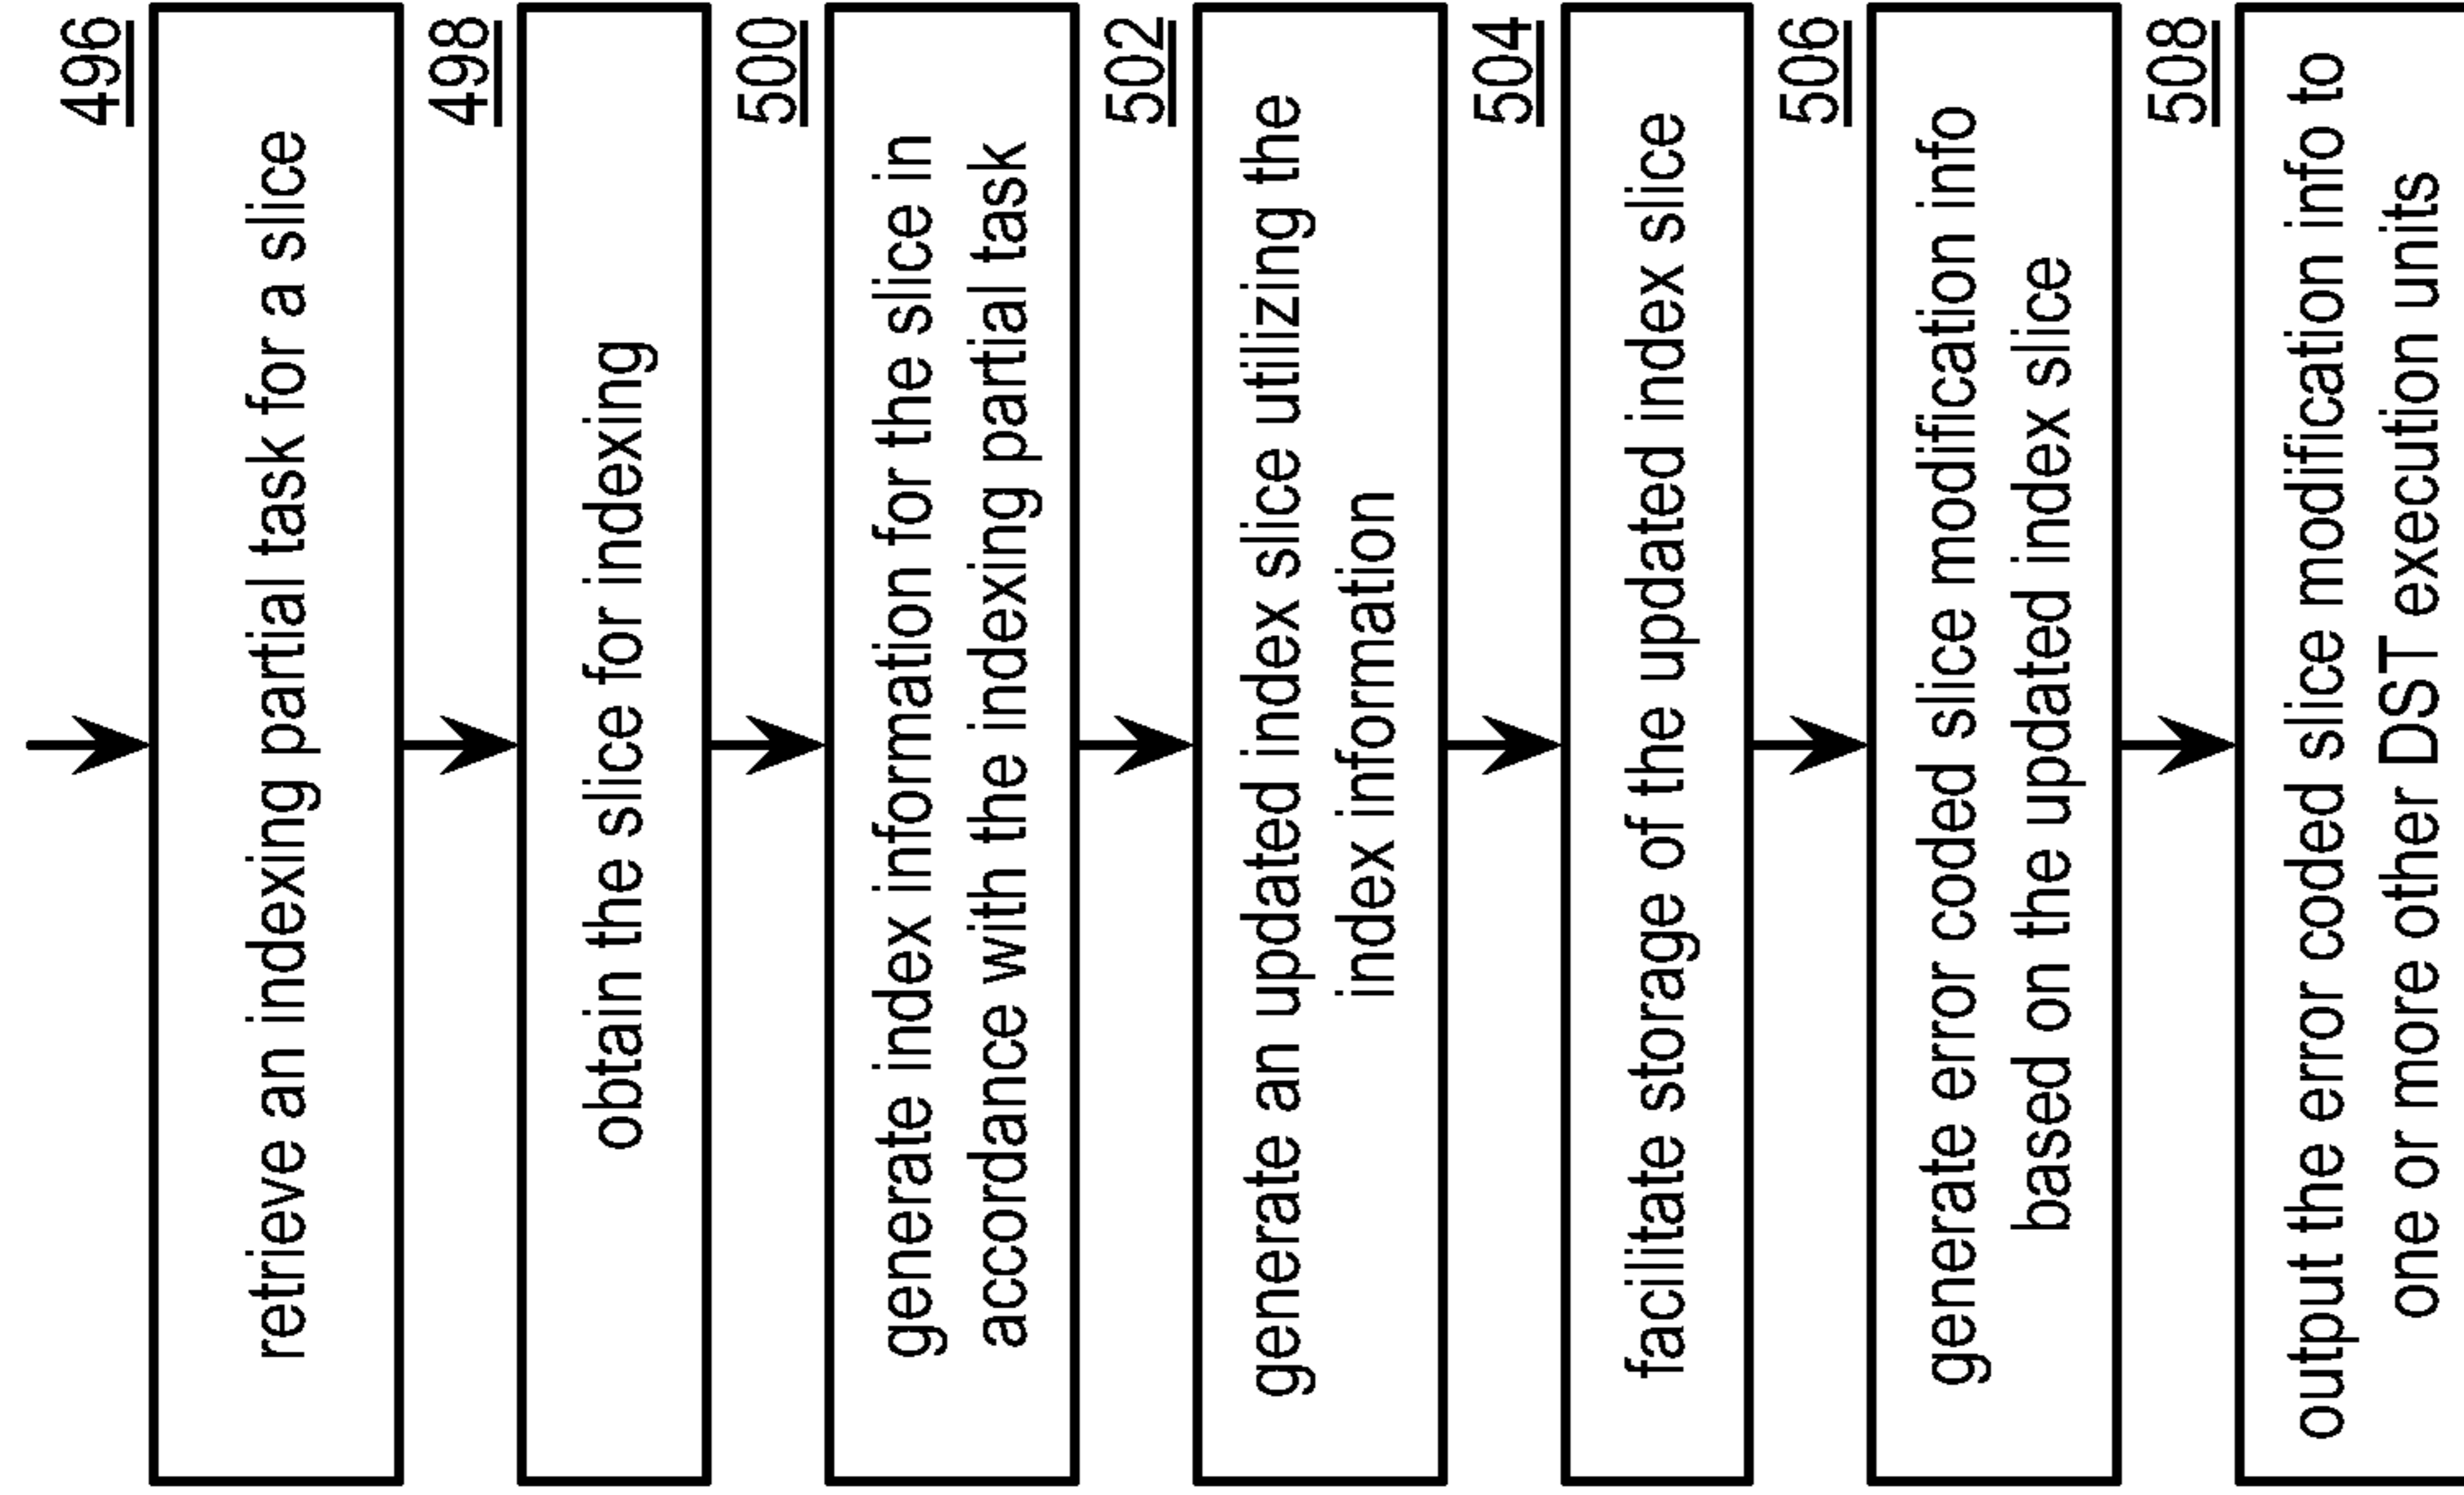 496
retrieve an indexing partial task for a slice
498
obtain the slice for indexing
500
generate index information for the slice in
accordance with the indexing partial task
502
generate an updated index slice utilizing the
index information
504
facilitate storage of the updated index slice
506
generate error coded slice modification info
based on the updated index slice
508
output the error coded slice modification info to
one or more other DST execution units